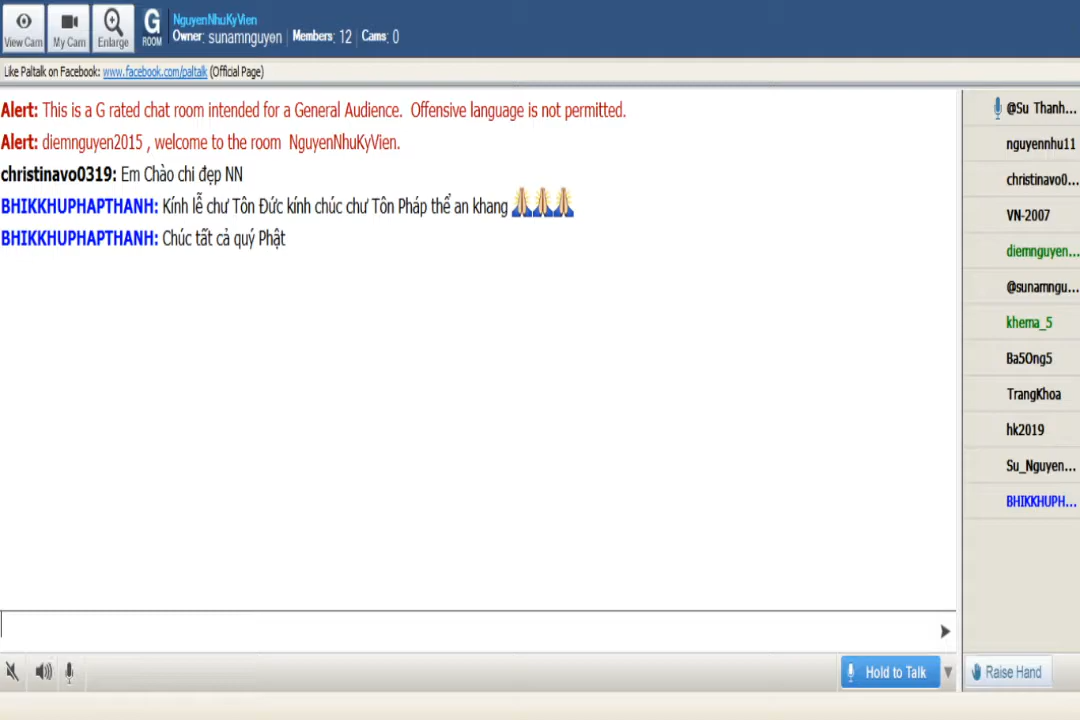 View Cam
My Cam
Enlarge
G
ROOM
NguyenNhuKyVien
Owner: sunamnguyen
Members: 12
Cams: 0
Like Paltalk on Facebook: www.facebook.com/paltalk (Official Page)
Alert: This is a G rated chat room intended for a General Audience. Offensive language is not permitted.
Alert: diemnguyen2015 , welcome to the room NguyenNhuKyVien.
christinavo0319: Em Chào chi đẹp NN
BHIKKHUPHAPTHANH: Kính lễ chư Tôn Đức kính chúc chư Tôn Pháp thể an khang 🙏🙏🙏
BHIKKHUPHAPTHANH: Chúc tất cả quý Phật
@Su Thanh...
nguyennhu11
christinavo0...
VN-2007
diemnguyen...
@sunamngu...
khema_5
Ba5Ong5
TrangKhoa
hk2019
Su_Nguyen...
BHIKKHUPH...
Hold to Talk
Raise Hand